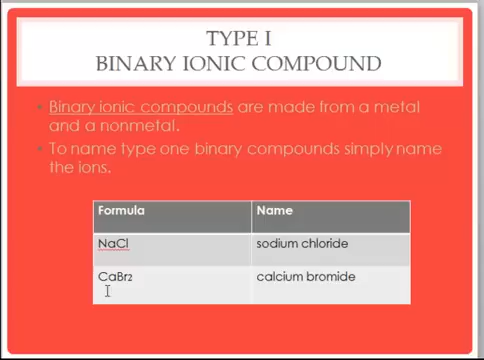 TYPE I
BINARY IONIC COMPOUND
• Binary ionic compounds are made from a metal
and a nonmetal.
• To name type one binary compounds simply name
the ions.
Formula Name
NaCl sodium chloride
CaBr2 calcium bromide